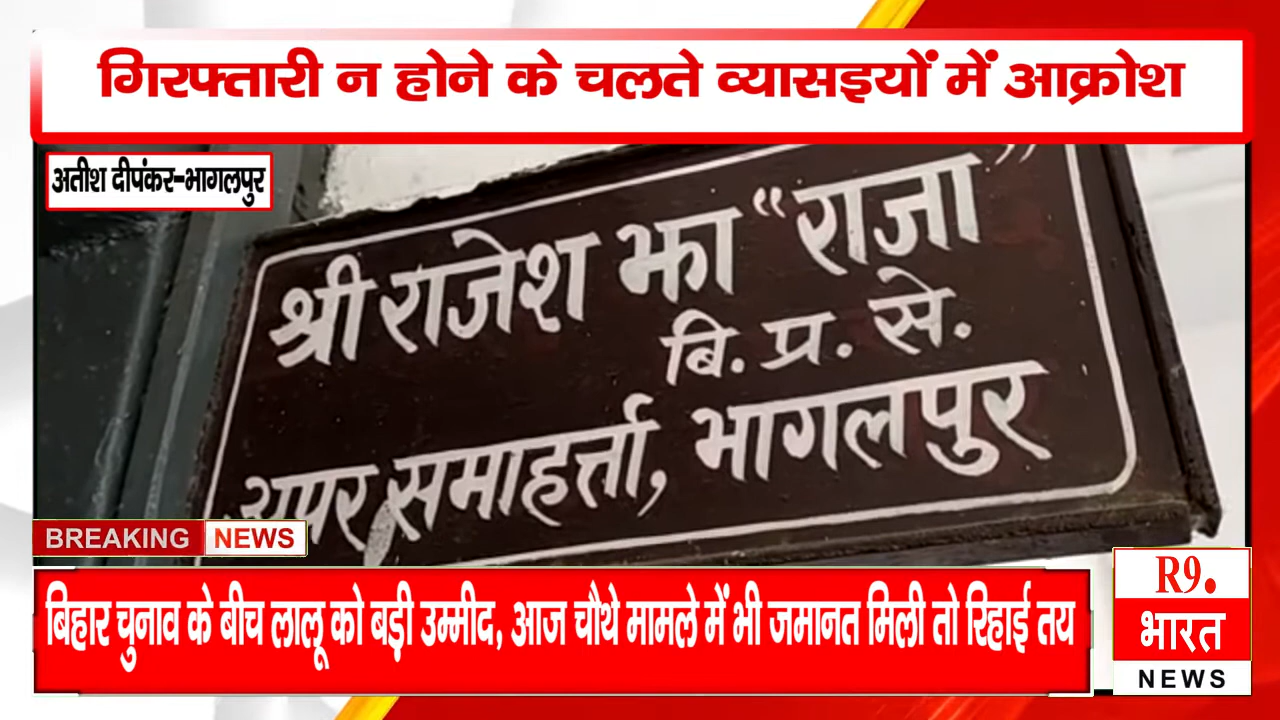 गिरफ्तारी न होने के चलते व्यासइयों में आक्रोश
अतीश दीपंकर-भागलपुर
श्री राजेश झा "राजा"
बि. प्र. से.
अपर समाहर्त्ता, भागलपुर
BREAKING NEWS
बिहार चुनाव के बीच लालू को बड़ी उम्मीद, आज चौथे मामले में भी जमानत मिली तो रिहाई तय
R9.
भारत
NEWS